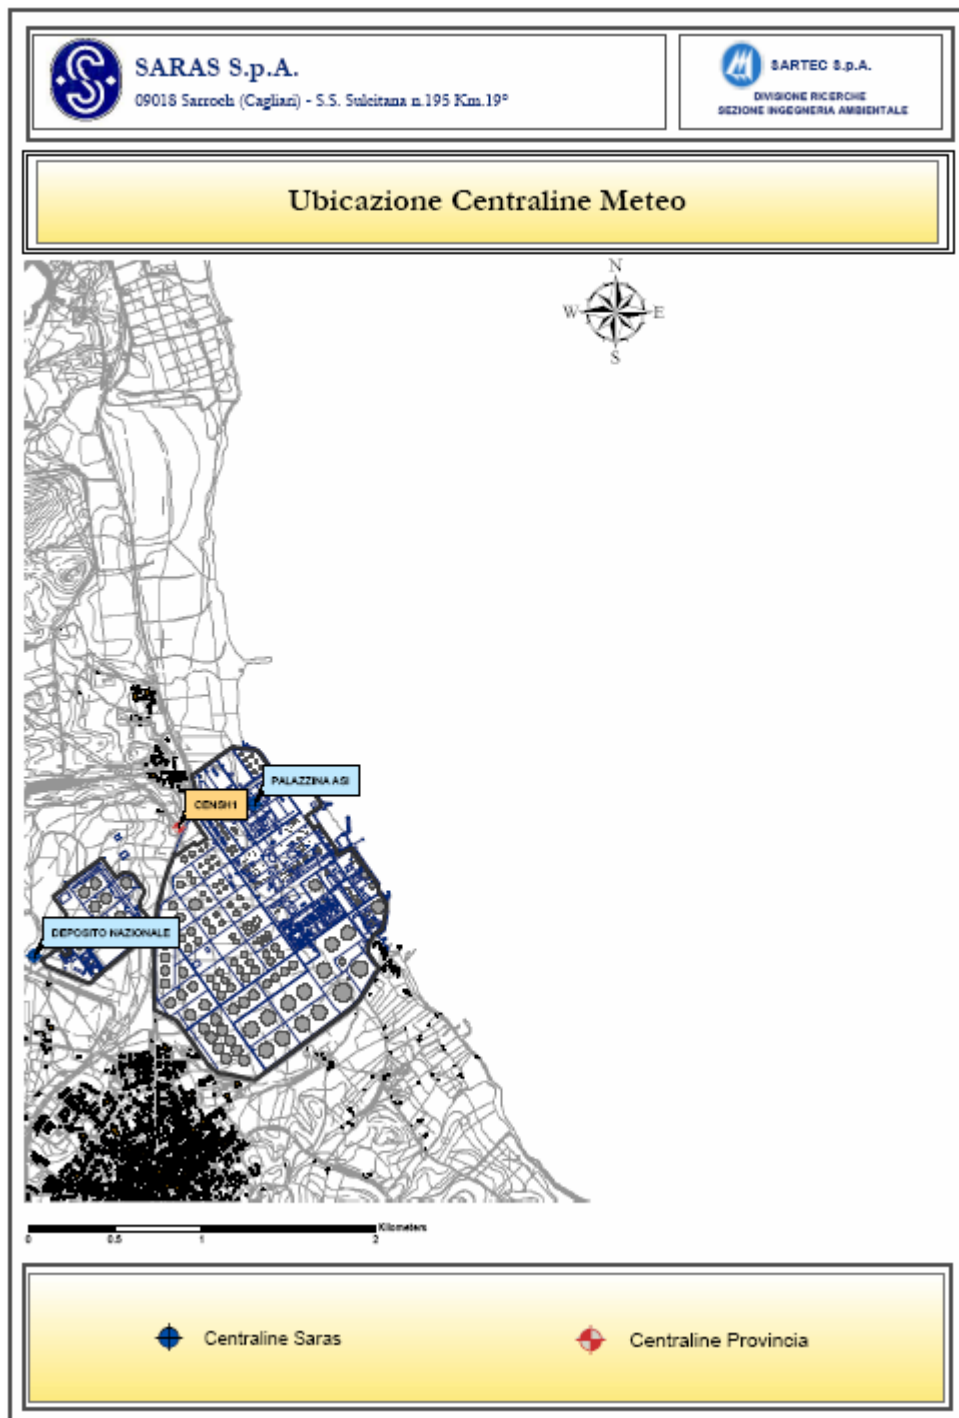 SARAS S.p.A.
09018 Sarroch (Cagliari) - S.S. Sulcitana n.195 Km.19°
SARTEC S.p.A.
DIVISIONE RICERCHE
SEZIONE INGEGNERIA AMBIENTALE
Ubicazione Centraline Meteo
N
W E
S
PALAZZINA ASI
CENSH1
DEPOSITO NAZIONALE
Kilometers
0 0.5 1 2
Centraline Saras
Centraline Provincia